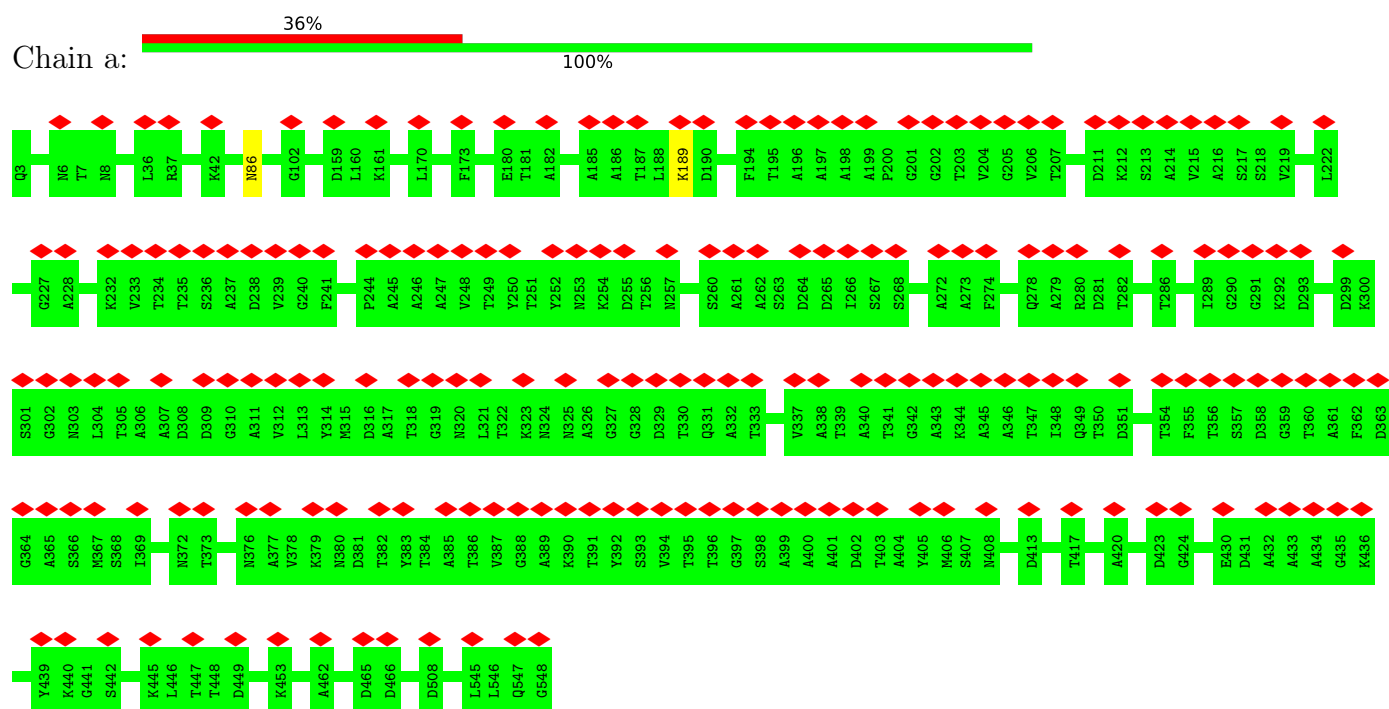 36%
Chain a:
100%
Q3 N6 T7 N8 L36 R37 K42 N86 G102 D159 L160 K161 L170 F173 E180 T181 A182 A185 A186 T187 L188 K189 D190 F194 T195 A196 A197 A198 A199 P200 G201 G202 T203 V204 G205 V206 T207 D211 K212 S213 A214 V215 A216 S217 S218 V219 L222
G227 A228 K232 V233 T234 T235 S236 A237 D238 V239 G240 F241 P244 A245 A246 A247 V248 T249 Y250 T251 Y252 N253 K254 D255 T256 N257 S260 A261 A262 S263 D264 D265 I266 S267 S268 A272 A273 F274 Q278 A279 R280 D281 T282 T286 I289 G290 G291 K292 D293 D299 K300
S301 G302 N303 L304 T305 A306 A307 D308 D309 G310 A311 V312 L313 Y314 M315 D316 A317 T318 G319 N320 L321 T322 K323 N324 N325 A326 G327 G328 D329 T330 Q331 A332 T333 V337 A338 T339 A340 T341 G342 A343 K344 A345 A346 T347 I348 Q349 T350 D351 T354 F355 T356 S357 D358 G359 T360 A361 F362 D363
G364 A365 S366 M367 S368 I369 N372 T373 N376 A377 V378 K379 N380 D381 T382 Y383 T384 A385 T386 V387 G388 A389 K390 T391 Y392 S393 V394 T395 T396 G397 S398 A399 A400 A401 D402 T403 A404 Y405 M406 S407 N408 D413 T417 A420 D423 G424 E430 D431 A432 A433 A434 G435 K436
Y439 K440 G441 S442 K445 L446 T447 T448 D449 K453 A462 D465 D466 D508 L545 L546 Q547 G548